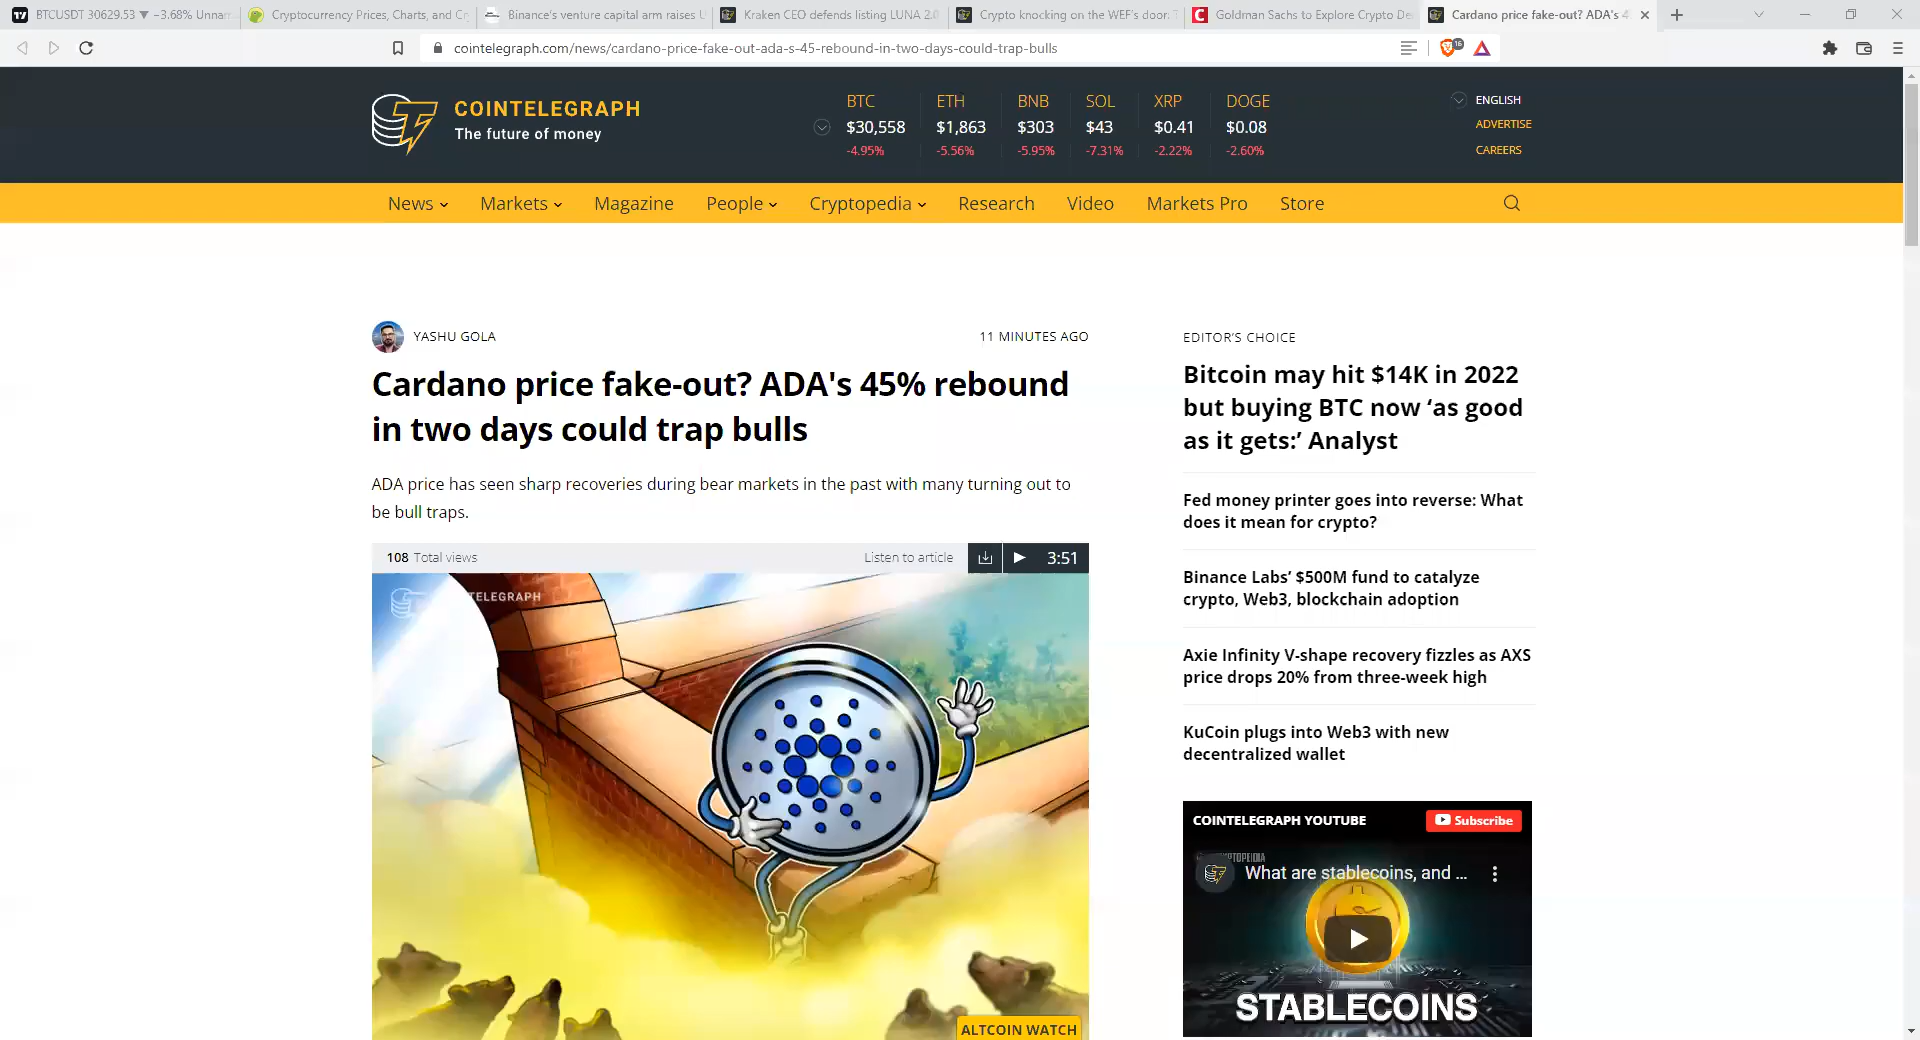 BTCUSDT 30629.53 ▼ −3.68% Unnam
Cryptocurrency Prices, Charts, and Cr
Binance's venture capital arm raises U
Kraken CEO defends listing LUNA 2.0
Crypto knocking on the WEF's door: T
Goldman Sachs to Explore Crypto De
Cardano price fake-out? ADA's 4
cointelegraph.com/news/cardano-price-fake-out-ada-s-45-rebound-in-two-days-could-trap-bulls
16
COINTELEGRAPH
The future of money
BTC ETH BNB SOL XRP DOGE
$30,558 $1,863 $303 $43 $0.41 $0.08
-4.95% -5.56% -5.95% -7.31% -2.22% -2.60%
ENGLISH
ADVERTISE
CAREERS
News Markets Magazine People Cryptopedia Research Video Markets Pro Store
YASHU GOLA 11 MINUTES AGO
Cardano price fake-out? ADA's 45% rebound
in two days could trap bulls
ADA price has seen sharp recoveries during bear markets in the past with many turning out to
be bull traps.
108 Total views Listen to article 3:51
TELEGRAPH
ALTCOIN WATCH
EDITOR'S CHOICE
Bitcoin may hit $14K in 2022
but buying BTC now ‘as good
as it gets:’ Analyst
Fed money printer goes into reverse: What
does it mean for crypto?
Binance Labs’ $500M fund to catalyze
crypto, Web3, blockchain adoption
Axie Infinity V-shape recovery fizzles as AXS
price drops 20% from three-week high
KuCoin plugs into Web3 with new
decentralized wallet
COINTELEGRAPH YOUTUBE Subscribe
What are stablecoins, and ...
STABLECOINS